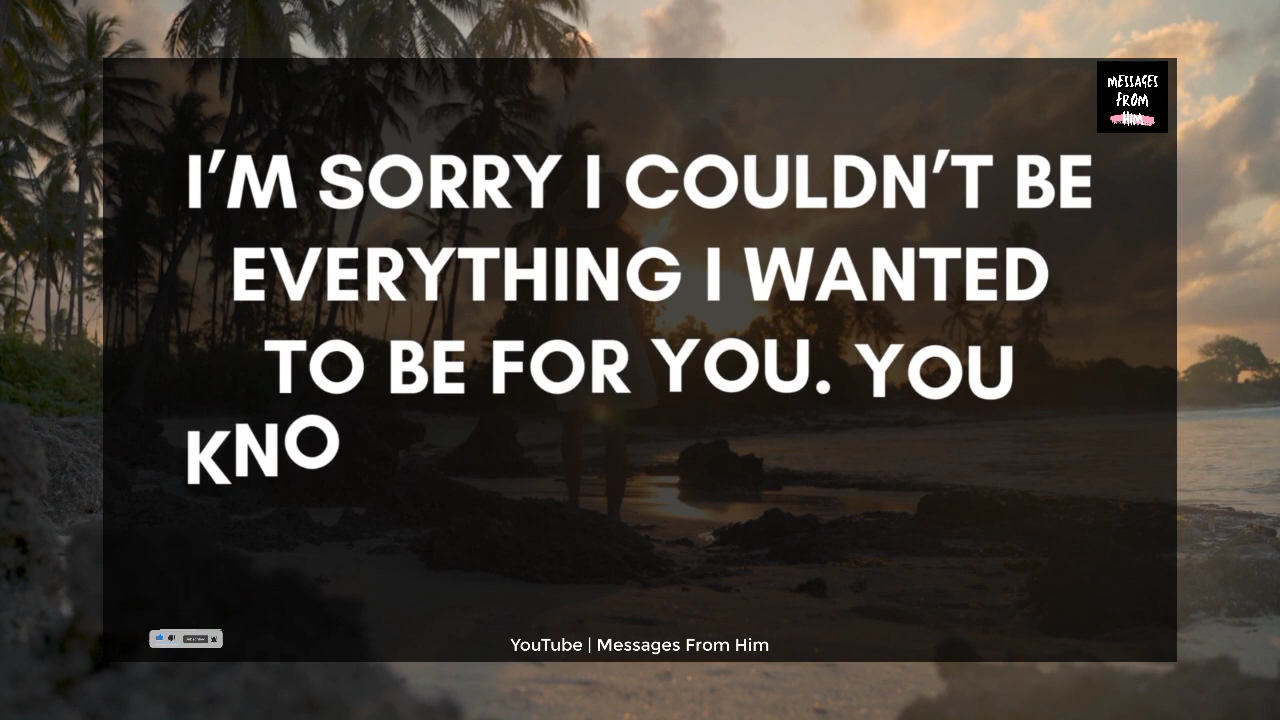 MESSAGES
FROM
HIM
I'M SORRY I COULDN'T BE
EVERYTHING I WANTED
TO BE FOR YOU. YOU
KNO
YouTube | Messages From Him